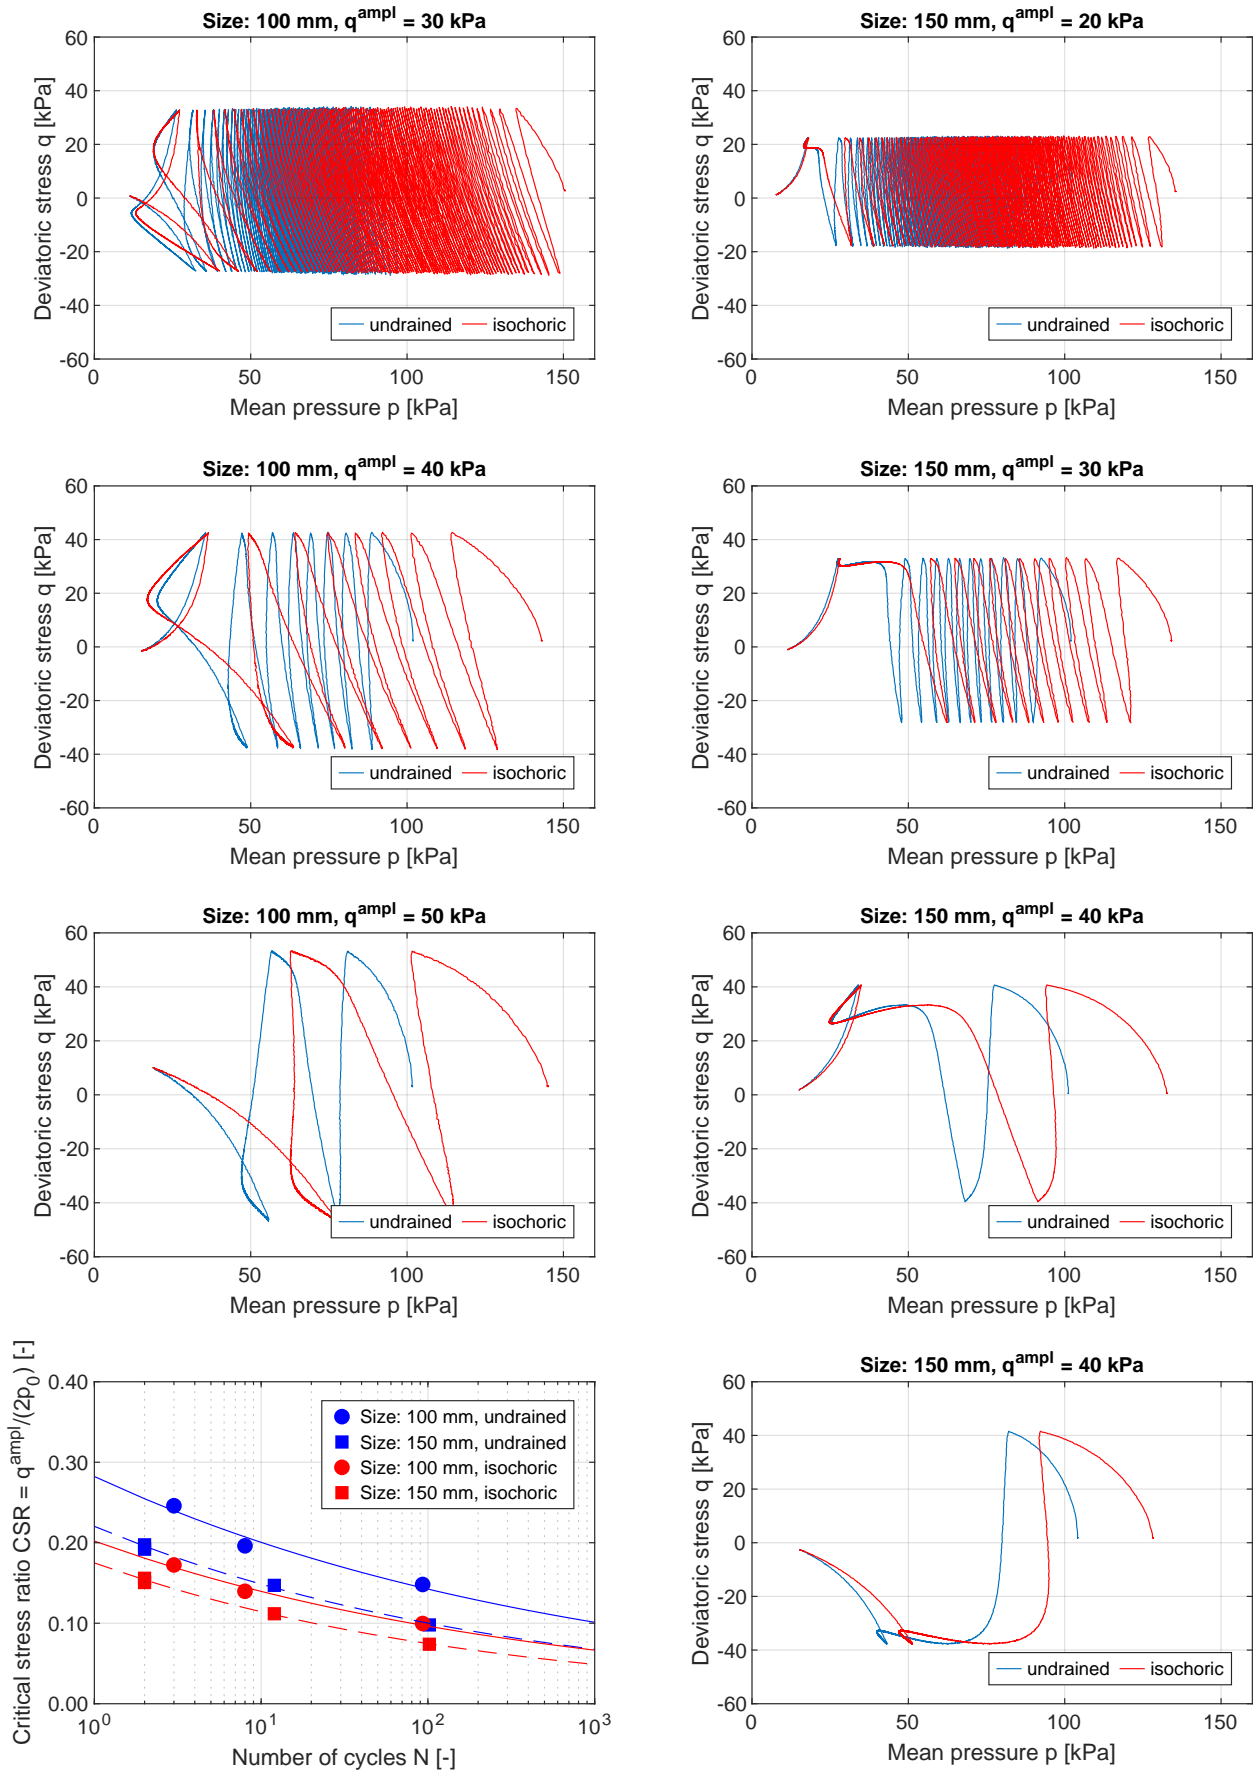 Size: 100 mm, q^ampl = 30 kPa
60
40
20
0
-20
-40
-60
Deviatoric stress q [kPa]
undrained isochoric
0 50 100 150
Mean pressure p [kPa]
Size: 150 mm, q^ampl = 20 kPa
60
40
20
0
-20
-40
-60
Deviatoric stress q [kPa]
undrained isochoric
0 50 100 150
Mean pressure p [kPa]
Size: 100 mm, q^ampl = 40 kPa
60
40
20
0
-20
-40
-60
Deviatoric stress q [kPa]
undrained isochoric
0 50 100 150
Mean pressure p [kPa]
Size: 150 mm, q^ampl = 30 kPa
60
40
20
0
-20
-40
-60
Deviatoric stress q [kPa]
undrained isochoric
0 50 100 150
Mean pressure p [kPa]
Size: 100 mm, q^ampl = 50 kPa
60
40
20
0
-20
-40
-60
Deviatoric stress q [kPa]
undrained isochoric
0 50 100 150
Mean pressure p [kPa]
Size: 150 mm, q^ampl = 40 kPa
60
40
20
0
-20
-40
-60
Deviatoric stress q [kPa]
undrained isochoric
0 50 100 150
Mean pressure p [kPa]
Critical stress ratio CSR = q^ampl/(2p_0) [-]
0.40
0.30
0.20
0.10
0.00
Size: 100 mm, undrained
Size: 150 mm, undrained
Size: 100 mm, isochoric
Size: 150 mm, isochoric
10^0 10^1 10^2 10^3
Number of cycles N [-]
Size: 150 mm, q^ampl = 40 kPa
60
40
20
0
-20
-40
-60
Deviatoric stress q [kPa]
undrained isochoric
0 50 100 150
Mean pressure p [kPa]